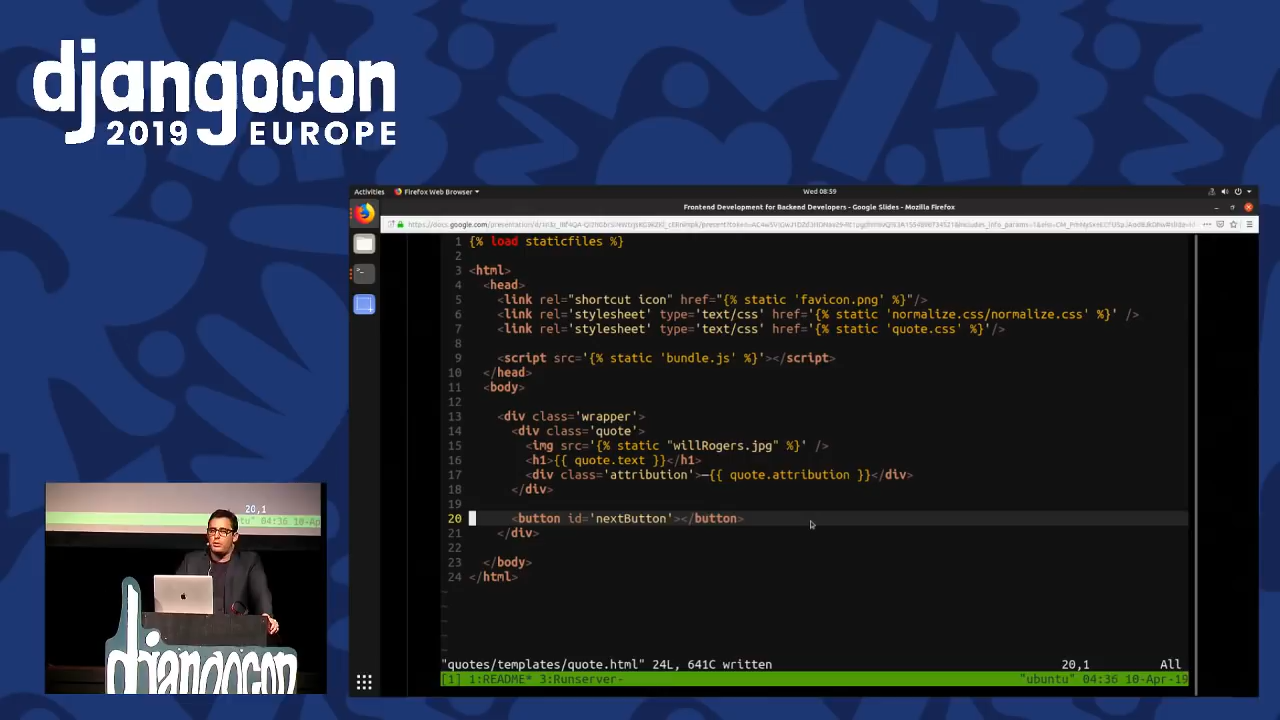 djangocon
2019 EUROPE
Activities Firefox Web Browser Wed 08:59
Frontend Development for Backend Developers - Google Slides - Mozilla Firefox
1 {% load staticfiles %}
2
3 <html>
4 <head>
5 <link rel="shortcut icon" href="{% static 'favicon.png' %}"/>
6 <link rel='stylesheet' type='text/css' href='{% static 'normalize.css/normalize.css' %}' />
7 <link rel='stylesheet' type='text/css' href='{% static 'quote.css' %}'/>
8
9 <script src='{% static 'bundle.js' %}'></script>
10 </head>
11 <body>
12
13 <div class='wrapper'>
14 <div class='quote'>
15 <img src='{% static "willRogers.jpg" %}' />
16 <h1>{{ quote.text }}</h1>
17 <div class='attribution'>—{{ quote.attribution }}</div>
18 </div>
19
20 <button id='nextButton'></button>
21 </div>
22
23 </body>
24 </html>
"quotes/templates/quote.html" 24L, 641C written 20,1 All
[1] 1:README* 3:Runserver- "ubuntu" 04:36 10-Apr-19
20,1
djangocon